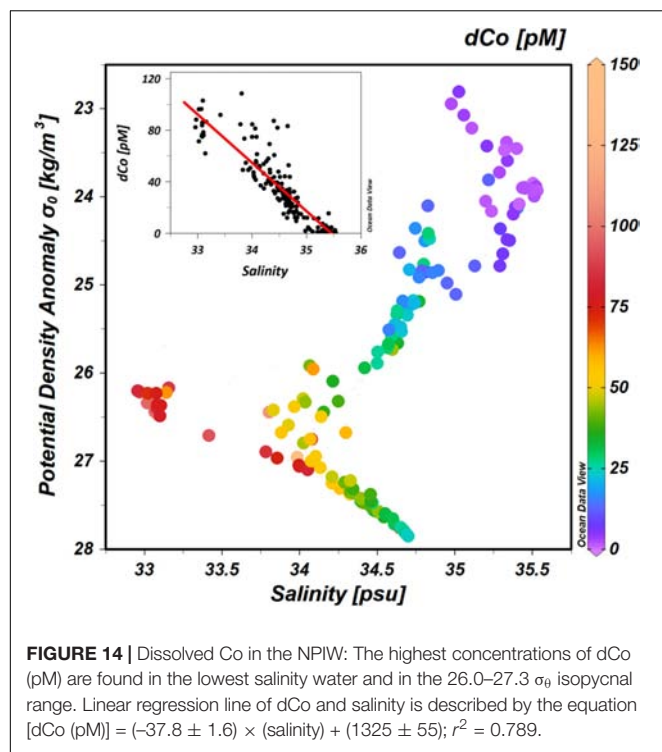 dCo [pM]
23
24
25
26
27
28
Potential Density Anomaly σ₀ [kg/m³]
33
33.5
34
34.5
35
35.5
Salinity [psu]
150
125
100
75
50
25
0
Ocean Data View
120
80
40
0
dCo [pM]
33
34
35
36
Salinity
Ocean Data View
FIGURE 14 | Dissolved Co in the NPIW: The highest concentrations of dCo
(pM) are found in the lowest salinity water and in the 26.0–27.3 σθ isopycnal
range. Linear regression line of dCo and salinity is described by the equation
[dCo (pM)] = (–37.8 ± 1.6) × (salinity) + (1325 ± 55); r² = 0.789.